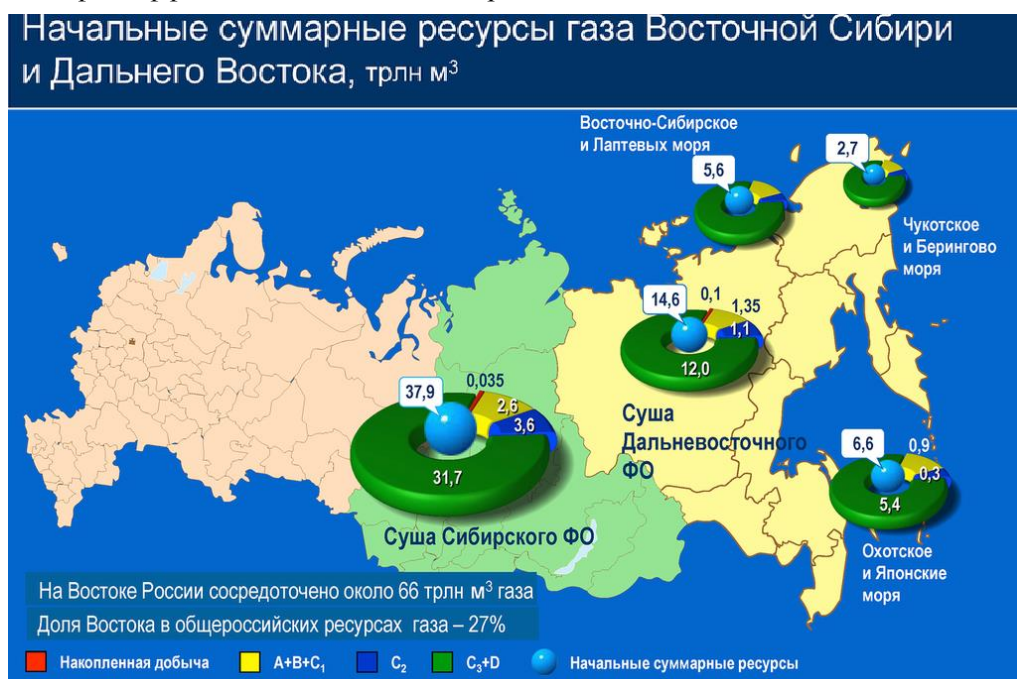 Начальные суммарные ресурсы газа Восточной Сибири
и Дальнего Востока, трлн м³
Восточно-Сибирское
и Лаптевых моря
5,6
2,7
Чукотское
и Берингово
моря
14,6
0,1
1,35
1,1
12,0
Суша
Дальневосточного
ФО
37,9
0,035
2,6
3,6
31,7
Суша Сибирского ФО
6,6
0,9
0,3
5,4
Охотское
и Японские
моря
На Востоке России сосредоточено около 66 трлн м³ газа
Доля Востока в общероссийских ресурсах газа – 27%
Накопленная добыча
A+B+C₁
C₂
C₃+D
Начальные суммарные ресурсы